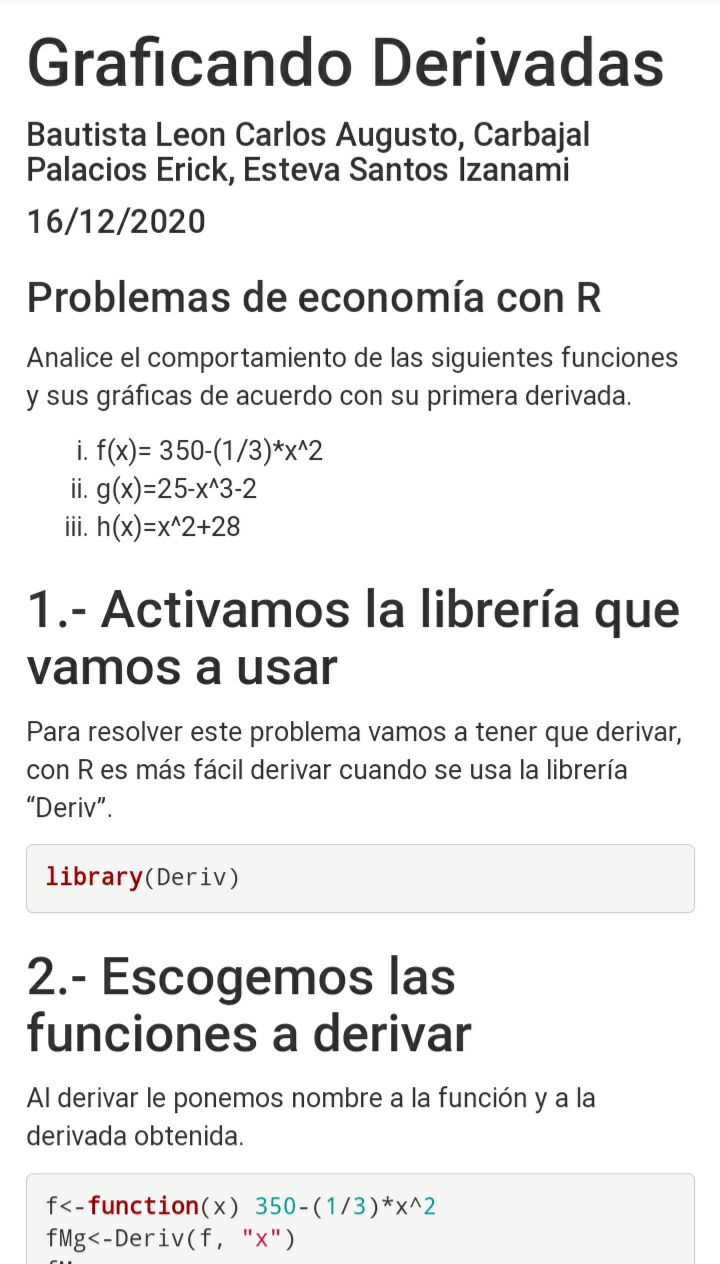 Graficando Derivadas
Bautista Leon Carlos Augusto, Carbajal
Palacios Erick, Esteva Santos Izanami
16/12/2020
Problemas de economía con R
Analice el comportamiento de las siguientes funciones
y sus gráficas de acuerdo con su primera derivada.
i. f(x)= 350-(1/3)*x^2
ii. g(x)=25-x^3-2
iii. h(x)=x^2+28
1.- Activamos la librería que
vamos a usar
Para resolver este problema vamos a tener que derivar,
con R es más fácil derivar cuando se usa la librería
“Deriv”.
library(Deriv)
2.- Escogemos las
funciones a derivar
Al derivar le ponemos nombre a la función y a la
derivada obtenida.
f<-function(x) 350-(1/3)*x^2
fMg<-Deriv(f, "x")